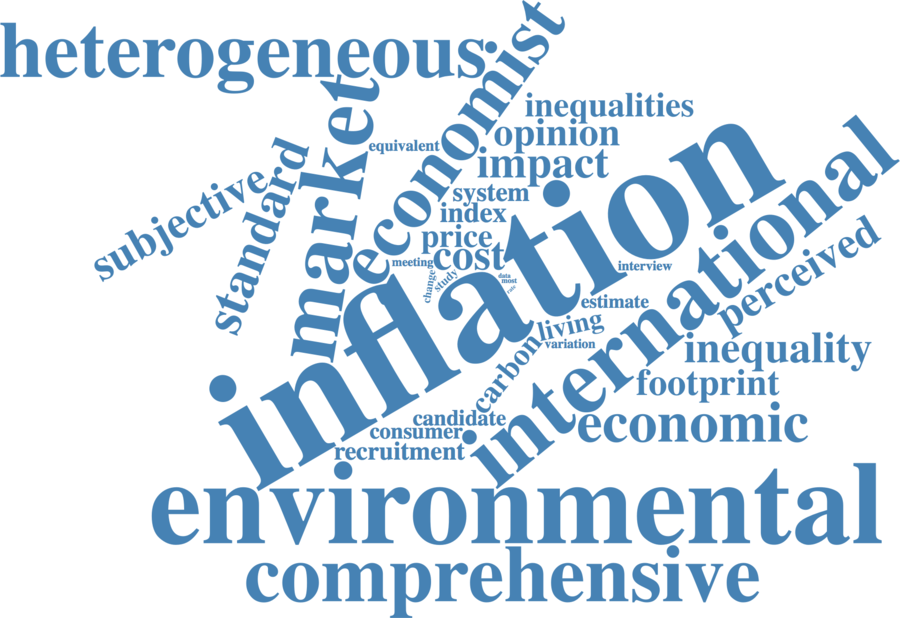 heterogeneous
economist
market
inequalities
opinion
equivalent
impact
subjective
standard
system
index
price
cost
meeting
change
study
data
most
rate
inflation
interview
international
perceived
estimate
living
variation
carbon
inequality
footprint
candidate
economic
consumer
recruitment
environmental
comprehensive